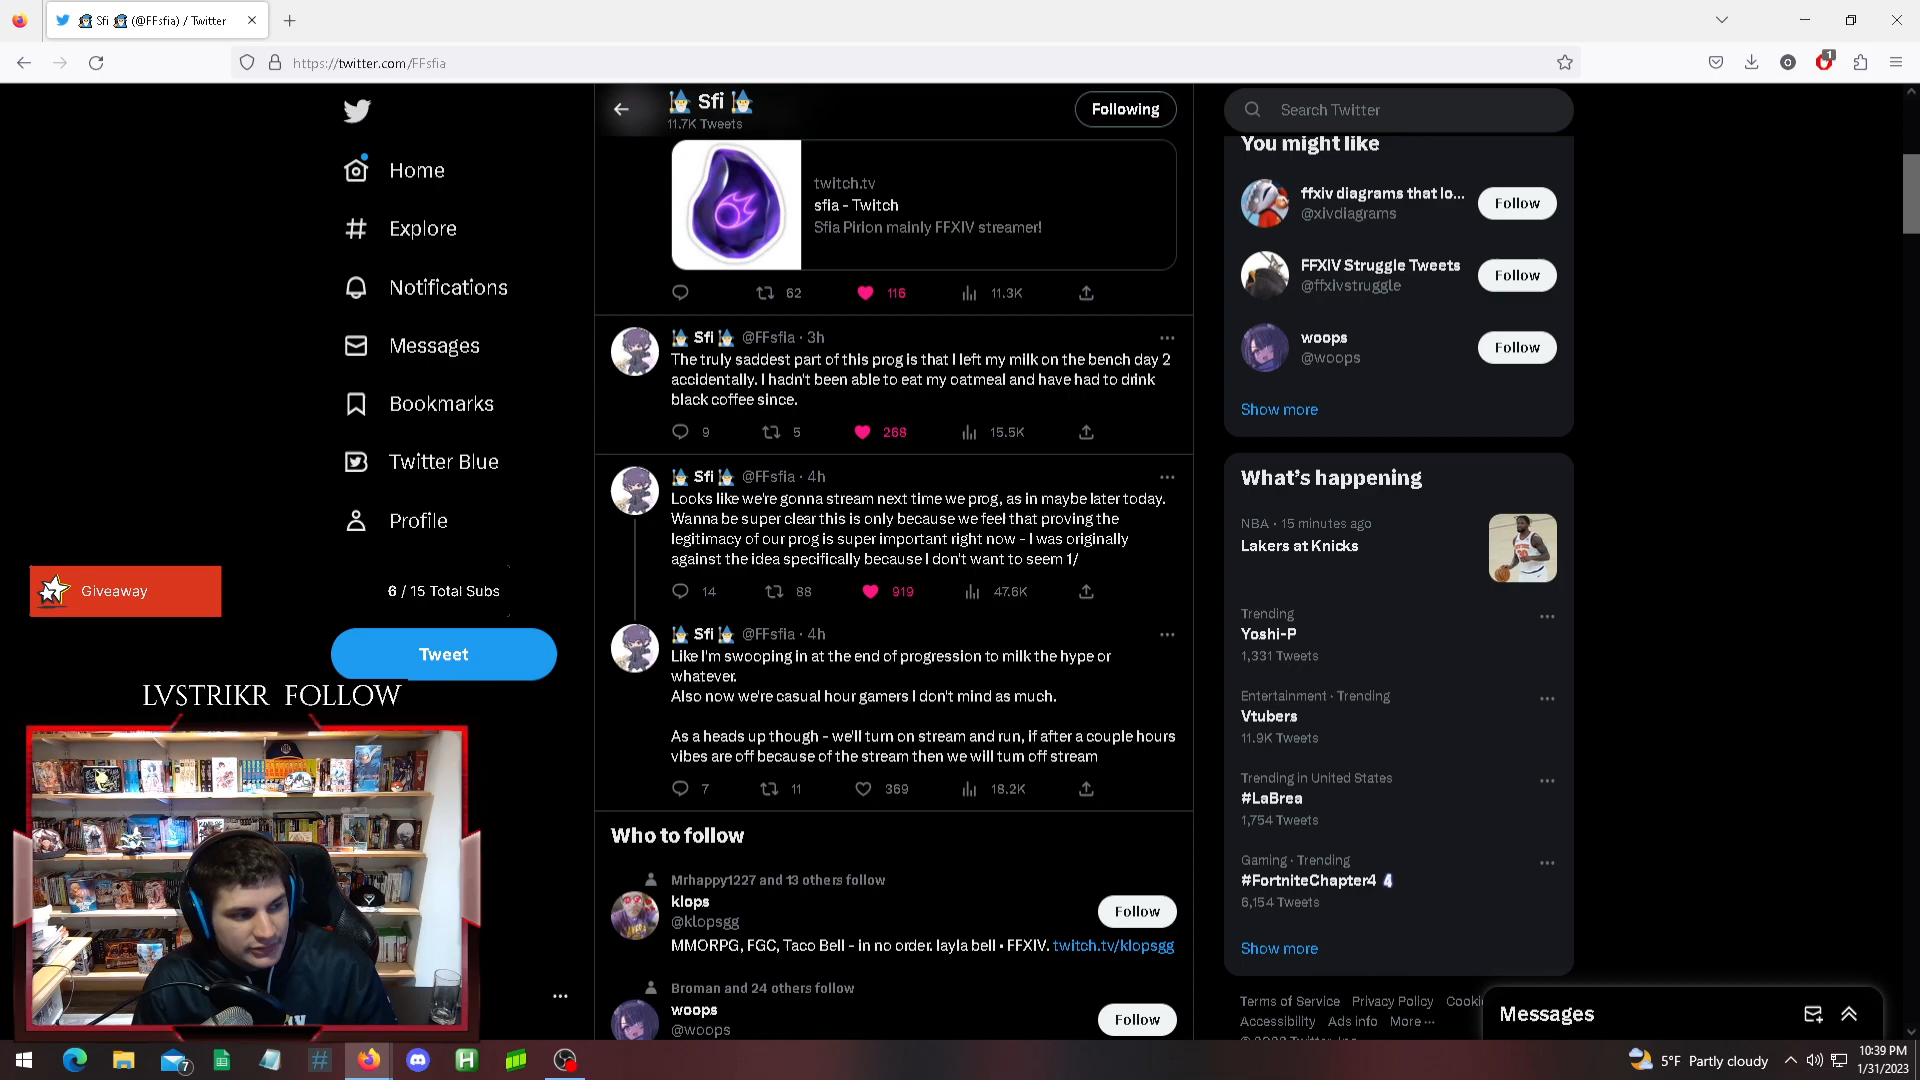 Sfi (@FFsfia) / Twitter
https://twitter.com/FFsfia
1
Sfi
11.7K Tweets
Following
Search Twitter
Home
Explore
Notifications
Messages
Bookmarks
Twitter Blue
Profile
Giveaway
6 / 15 Total Subs
Tweet
LVSTRIKR FOLLOW
twitch.tv
sfia - Twitch
Sfia Pirion mainly FFXIV streamer!
62 116 11.3K
Sfi @FFsfia · 3h
The truly saddest part of this prog is that I left my milk on the bench day 2
accidentally. I hadn't been able to eat my oatmeal and have had to drink
black coffee since.
9 5 268 15.5K
Sfi @FFsfia · 4h
Looks like we're gonna stream next time we prog, as in maybe later today.
Wanna be super clear this is only because we feel that proving the
legitimacy of our prog is super important right now - I was originally
against the idea specifically because I don't want to seem 1/
14 88 919 47.6K
Sfi @FFsfia · 4h
Like I'm swooping in at the end of progression to milk the hype or
whatever.
Also now we're casual hour gamers I don't mind as much.
As a heads up though - we'll turn on stream and run, if after a couple hours
vibes are off because of the stream then we will turn off stream
7 11 369 18.2K
Who to follow
Mrhappy1227 and 13 others follow
klops
@klopsgg
Follow
MMORPG, FGC, Taco Bell - in no order. layla bell • FFXIV. twitch.tv/klopsgg
Broman and 24 others follow
woops
@woops
Follow
You might like
ffxiv diagrams that lo...
@xivdiagrams
Follow
FFXIV Struggle Tweets
@ffxivstruggle
Follow
woops
@woops
Follow
Show more
What's happening
NBA · 15 minutes ago
Lakers at Knicks
Trending
Yoshi-P
1,331 Tweets
Entertainment · Trending
Vtubers
11.9K Tweets
Trending in United States
#LaBrea
1,754 Tweets
Gaming · Trending
#FortniteChapter4
6,154 Tweets
Show more
Terms of Service Privacy Policy Cooki
Accessibility Ads info More ···
Messages
7
5°F Partly cloudy
10:39 PM
1/31/2023